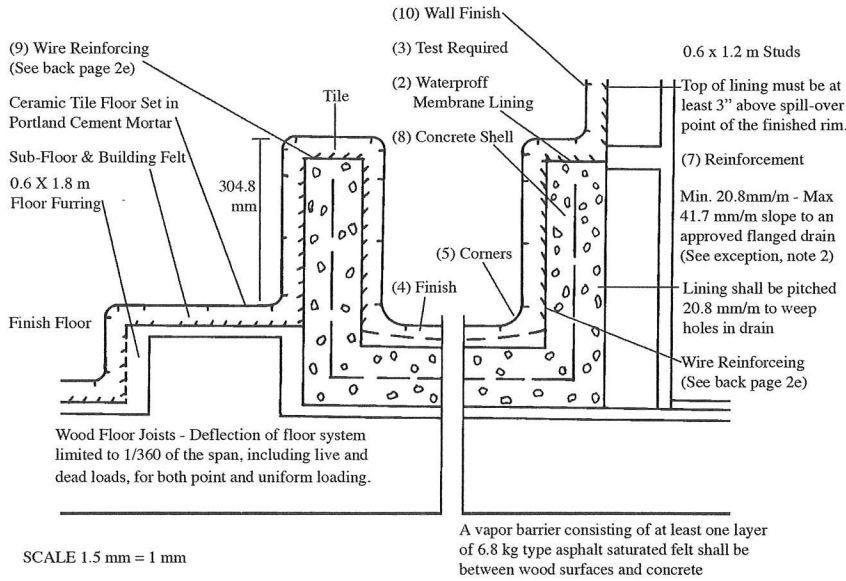 (10) Wall Finish
(9) Wire Reinforcing
(See back page 2e)
(3) Test Required
0.6 x 1.2 m Studs
(2) Waterproff
Membrane Lining
Tile
Top of lining must be at
least 3” above spill-over
point of the finished rim.
Ceramic Tile Floor Set in
Portland Cement Mortar
(8) Concrete Shell
Sub-Floor & Building Felt
(7) Reinforcement
0.6 X 1.8 m
Floor Furring
304.8
mm
Min. 20.8mm/m - Max
41.7 mm/m slope to an
approved flanged drain
(See exception, note 2)
(5) Corners
(4) Finish
Lining shall be pitched
20.8 mm/m to weep
holes in drain
Finish Floor
Wire Reinforceing
(See back page 2e)
Wood Floor Joists - Deflection of floor system
limited to 1/360 of the span, including live and
dead loads, for both point and uniform loading.
A vapor barrier consisting of at least one layer
of 6.8 kg type asphalt saturated felt shall be
between wood surfaces and concrete
SCALE 1.5 mm = 1 mm